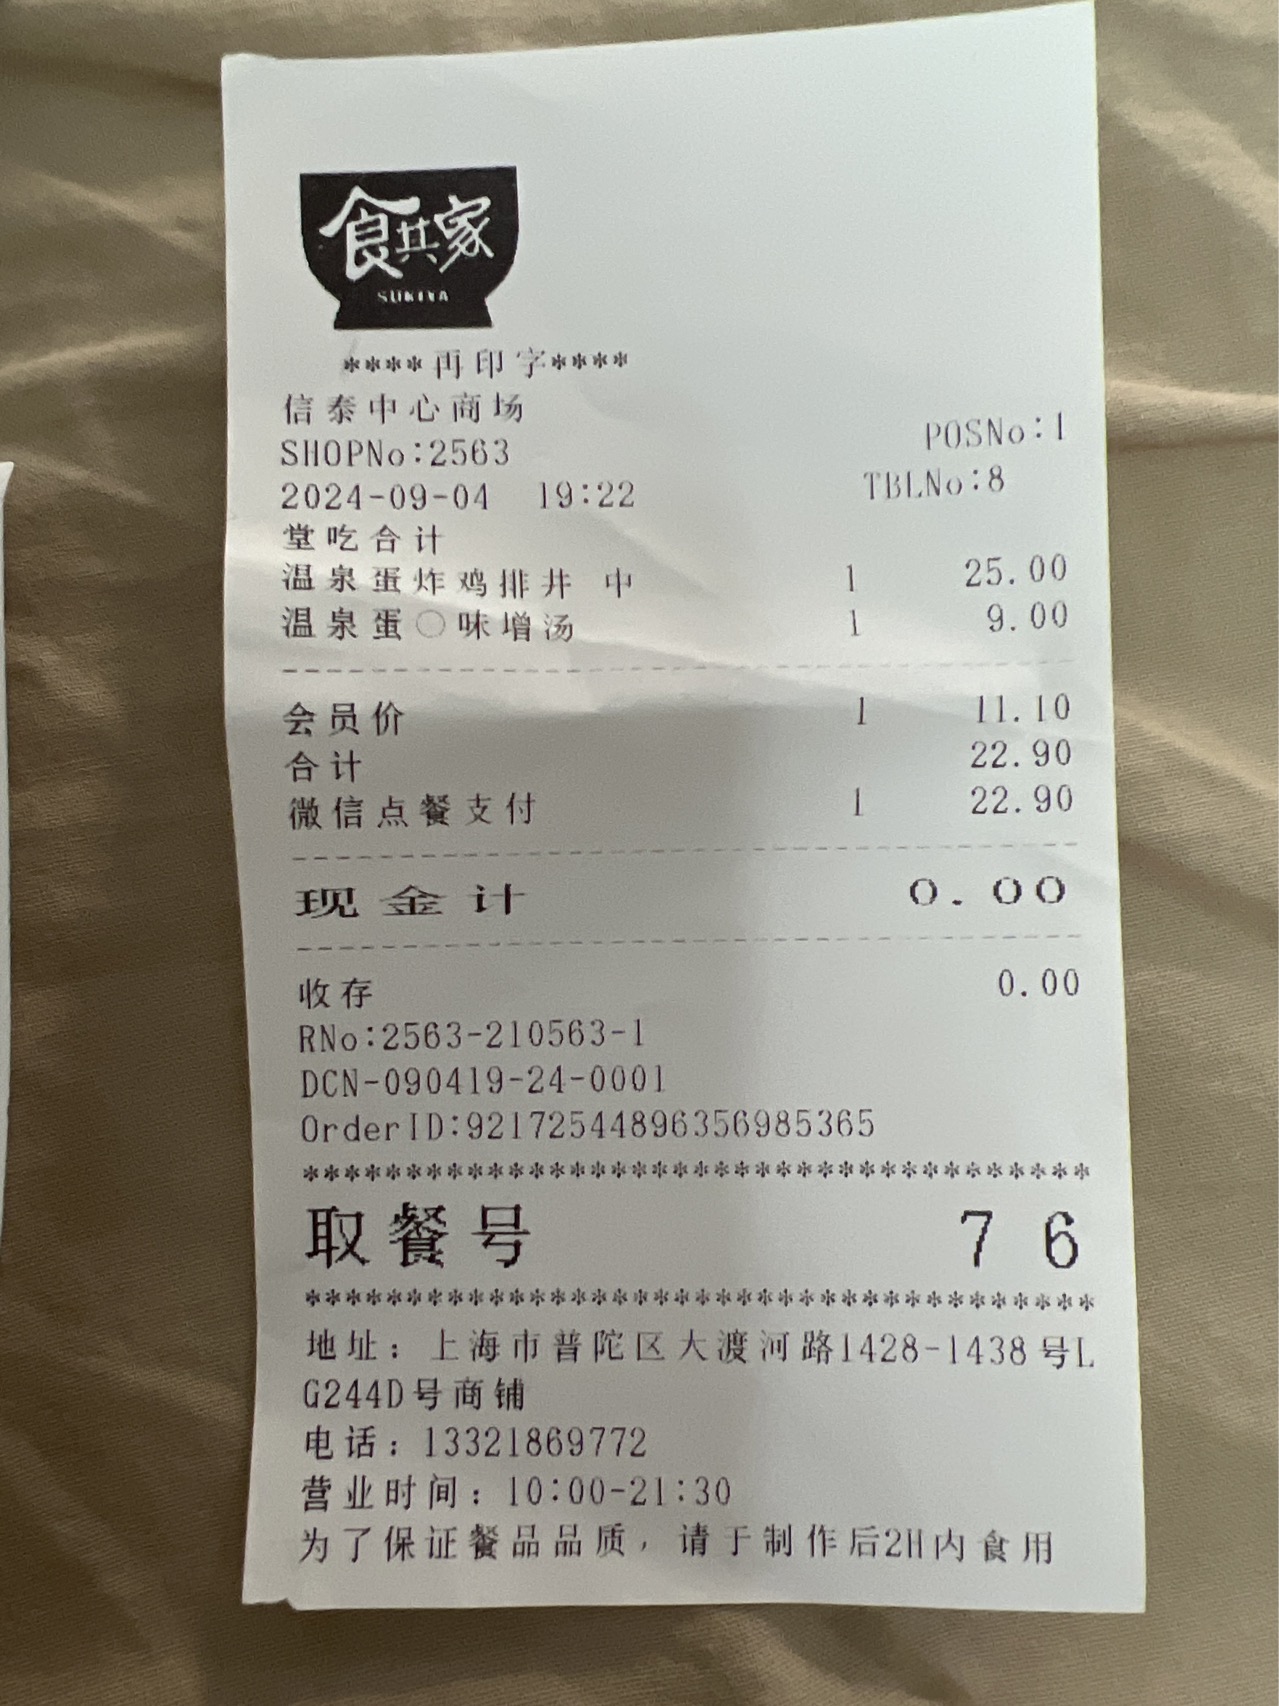 食其家
SUKIYA
****再印字****
信泰中心商场
SHOPNo:2563 POSNo:1
2024-09-04 19:22 TBLNo:8
堂吃合计
温泉蛋炸鸡排丼 中 1 25.00
温泉蛋〇味增汤 1 9.00
会员价 1 11.10
合计 22.90
微信点餐支付 1 22.90
现金计 0.00
收存 0.00
RNo:2563-210563-1
DCN-090419-24-0001
OrderID:921725448963569​85365
**************************************
取餐号 76
**************************************
地址：上海市普陀区大渡河路1428-1438号L
G244D号商铺
电话：13321869772
营业时间：10:00-21:30
为了保证餐品品质，请于制作后2H内食用